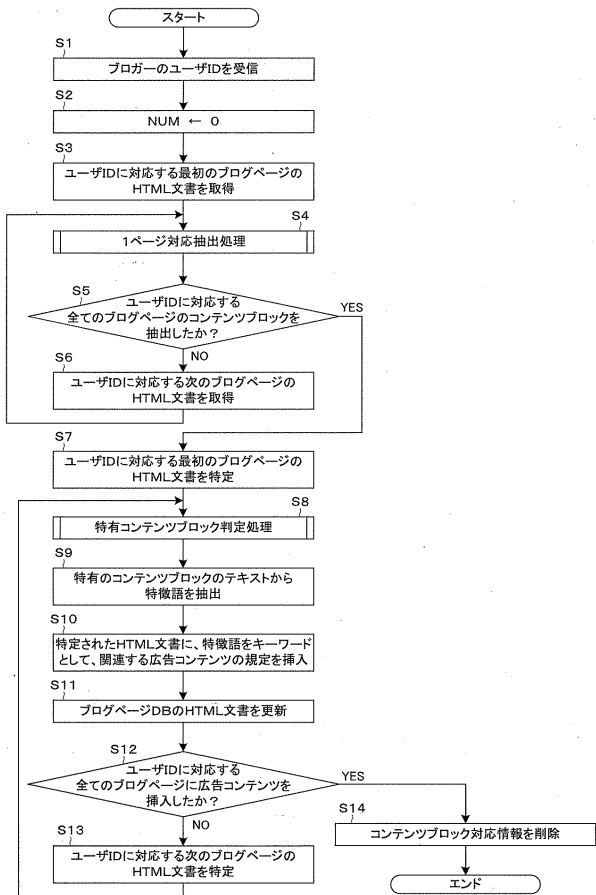 スタート
S1
ブロガーのユーザIDを受信
S2
NUM ← 0
S3
ユーザIDに対応する最初のブログページの
HTML文書を取得
S4
1ページ対応抽出処理
S5
ユーザIDに対応する
全てのブログページのコンテンツブロックを
抽出したか？
YES
NO
S6
ユーザIDに対応する次のブログページの
HTML文書を取得
S7
ユーザIDに対応する最初のブログページの
HTML文書を特定
S8
特有コンテンツブロック判定処理
S9
特有のコンテンツブロックのテキストから
特徴語を抽出
S10
特定されたHTML文書に、特徴語をキーワード
として、関連する広告コンテンツの規定を挿入
S11
ブログページDBのHTML文書を更新
S12
ユーザIDに対応する
全てのブログページに広告コンテンツを
挿入したか？
YES
NO
S13
ユーザIDに対応する次のブログページの
HTML文書を特定
S14
コンテンツブロック対応情報を削除
エンド